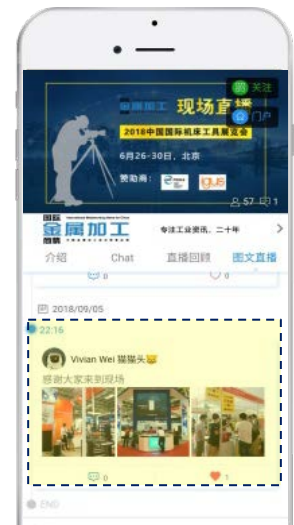 关注
现场直播
门户
2018中国国际机床工具展览会
6月26-30日，北京
赞助商：
igus
57 1
金属加工
专注工业资讯，二十年
介绍 Chat 直播回顾 图文直播
0 0
2018/09/05
22:16
Vivian Wei 猫猫头
感谢大家来到现场
0 1
END